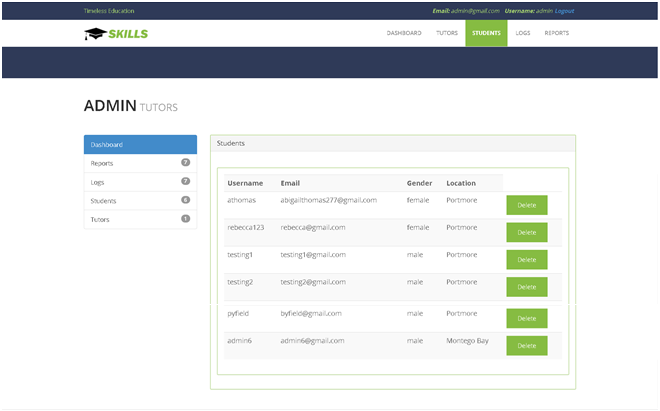 Timeless Education
Email: admin@gmail.com Username: admin Logout
SKILLS
DASHBOARD TUTORS STUDENTS LOGS REPORTS
ADMIN TUTORS
Dashboard
Reports 7
Logs 7
Students 6
Tutors 1
Students
Username Email Gender Location
athomas abigailthomas277@gmail.com female Portmore Delete
rebecca123 rebecca@gmail.com female Portmore Delete
testing1 testing1@gmail.com male Portmore Delete
testing2 testing2@gmail.com male Portmore Delete
pyfield byfield@gmail.com male Portmore Delete
admin6 admin6@gmail.com male Montego Bay Delete